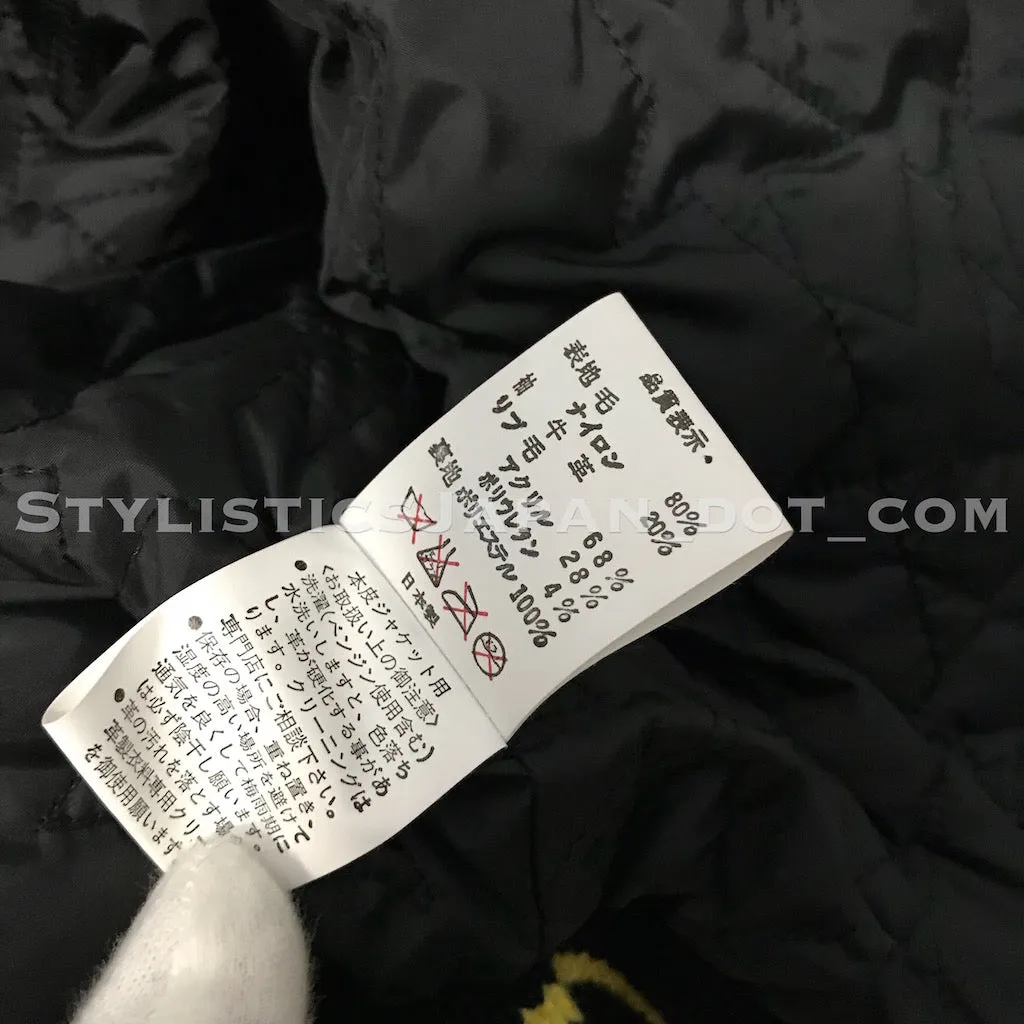 品質表示.
表地 毛 80%
ナイロン 20%
袖 牛革
リブ 毛 68%
アクリル 28%
ポリウレタン 4%
裏地 ポリエステル 100%
日本製
本皮ジャケット用
<お取扱い上の御注意>
●洗濯(ベンジン使用含む)
水洗いしますと、色落ち
し、革が硬化する事があ
ります。クリーニングは
専門店にご相談下さい。
●保存の場合、重ね置き、
湿度の高い場所を避けて
通気を良くして梅雨期に
は必ず陰干し願います。
●革の汚れを落とす場
革製衣料専用クリー
を御使用願います
StylisticsJapan_dot_com